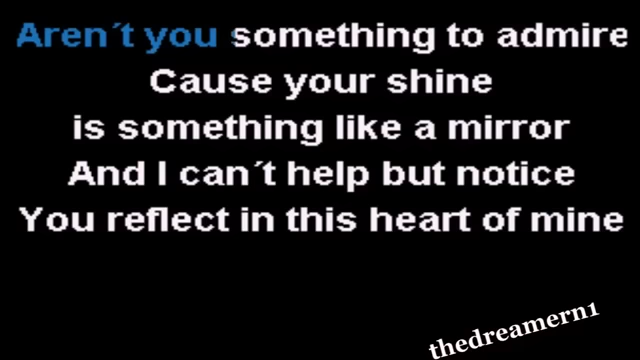 Aren´t you something to admire
Cause your shine
is something like a mirror
And I can´t help but notice
You reflect in this heart of mine
thedreamern1